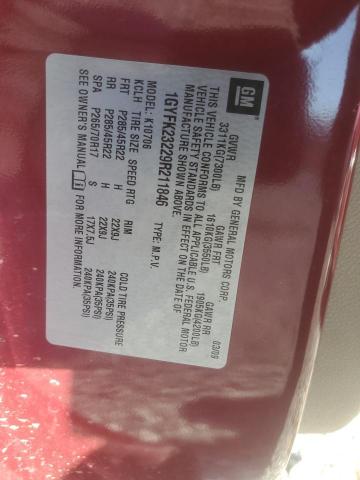 GM
MFD BY GENERAL MOTORS CORP. 03/09
GVWR GAWR FRT GAWR RR
3311KG(7300LB) 1610KG(3550LB) 1905KG(4200LB)
THIS VEHICLE CONFORMS TO ALL APPLICABLE U.S. FEDERAL MOTOR
VEHICLE SAFETY STANDARDS IN EFFECT ON THE DATE OF
MANUFACTURE SHOWN ABOVE.
1GYFK23229R211846 TYPE: M.P.V.
MODEL: K10706
KCLH TIRE SIZE SPEED RTG RIM COLD TIRE PRESSURE
FRT P285/45R22 H 22X9J 240KPA(35PSI)
RR P285/45R22 H 22X9J 240KPA(35PSI)
SPA P265/70R17 S 17X7.5J 240KPA(35PSI)
SEE OWNER'S MANUAL FOR MORE INFORMATION.